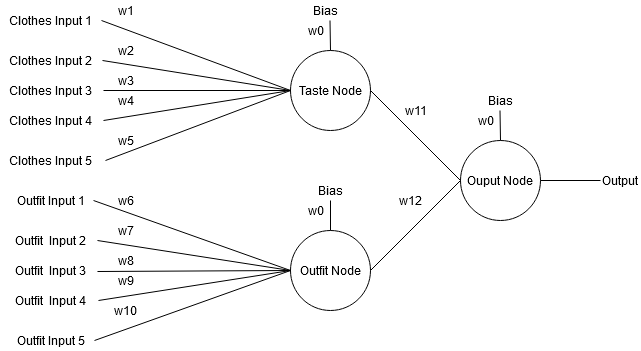 Clothes Input 1
w1
Clothes Input 2
w2
Clothes Input 3
w3
Clothes Input 4
w4
Clothes Input 5
w5
Bias
w0
Taste Node
w11
Outfit Input 1
w6
Outfit Input 2
w7
Outfit Input 3
w8
Outfit Input 4
w9
Outfit Input 5
w10
Bias
w0
Outfit Node
w12
Bias
w0
Ouput Node
Output